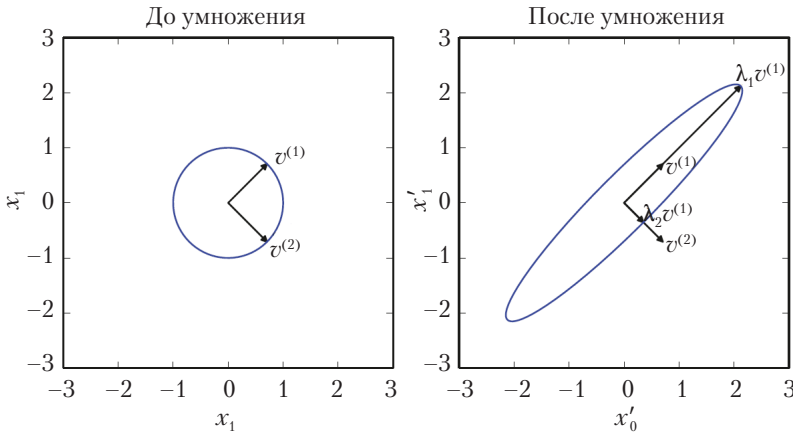 До умножения
3
2
1
0
−1
−2
−3
x₁
v⁽¹⁾
v⁽²⁾
−3 −2 −1 0 1 2 3
x₁
После умножения
3
2
1
0
−1
−2
−3
x′₁
λ₁v⁽¹⁾
v⁽¹⁾
λ₂v⁽¹⁾
v⁽²⁾
−3 −2 −1 0 1 2 3
x′₀